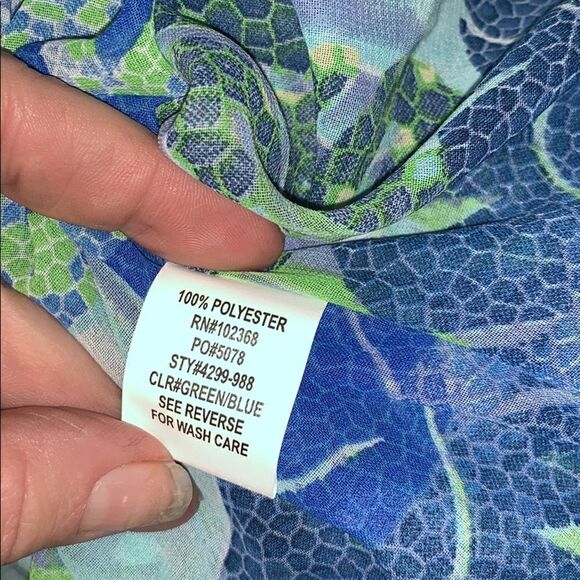 100% POLYESTER
RN#102368
PO#5078
STY#4299-988
CLR#GREEN/BLUE
SEE REVERSE
FOR WASH CARE